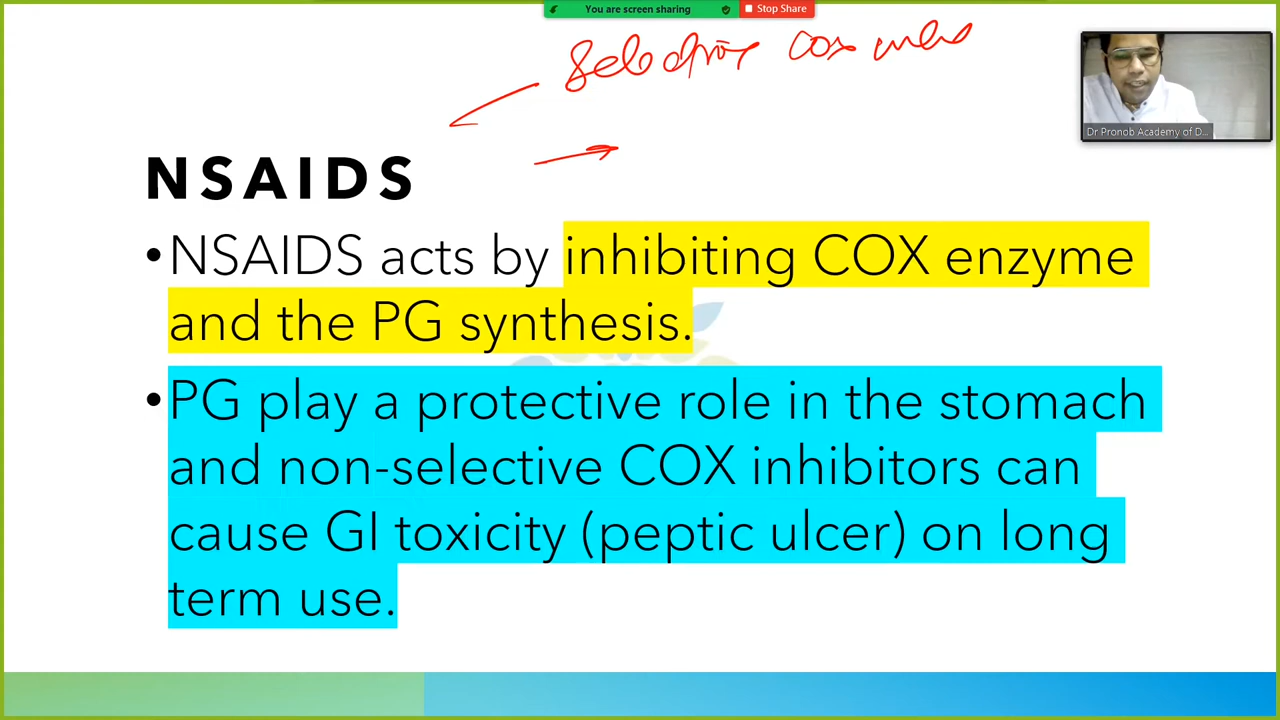 You are screen sharing
Stop Share
Selective cox
Dr Pronob Academy of D...
NSAIDS
•NSAIDS acts by inhibiting COX enzyme
and the PG synthesis.
•PG play a protective role in the stomach
and non-selective COX inhibitors can
cause GI toxicity (peptic ulcer) on long
term use.